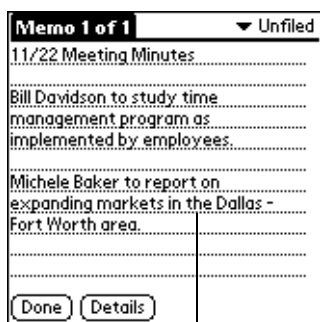 Memo 1 of 1 Unfiled
11/22 Meeting Minutes
Bill Davidson to study time
management program as
implemented by employees.
Michele Baker to report on
expanding markets in the Dallas -
Fort Worth area.
Done Details